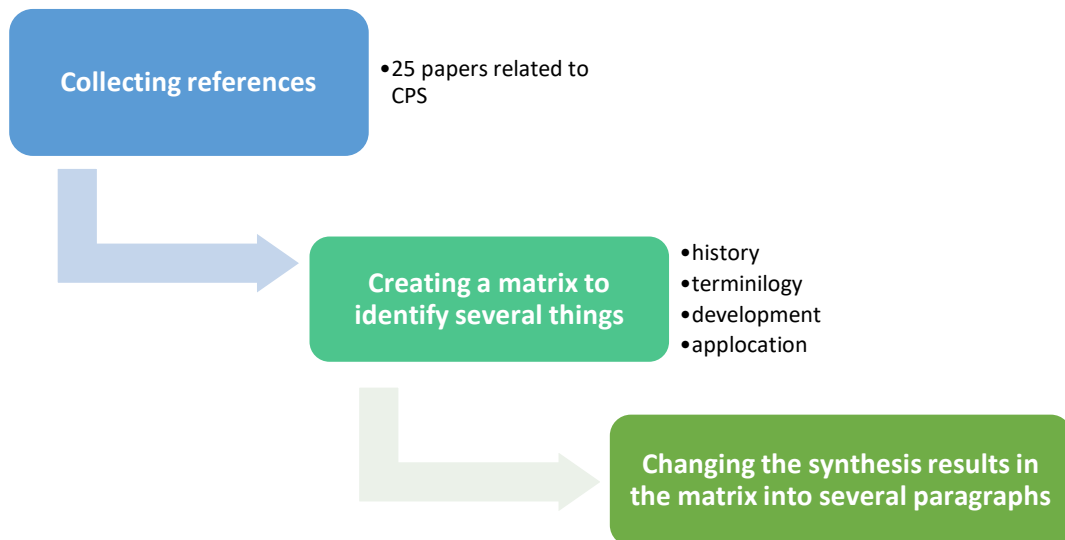 Collecting references
•25 papers related to
CPS
Creating a matrix to
identify several things
•history
•terminilogy
•development
•applocation
Changing the synthesis results in
the matrix into several paragraphs